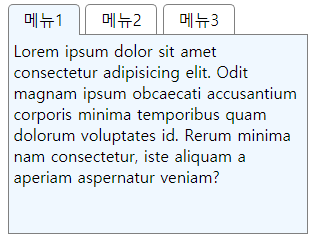 메뉴1 메뉴2 메뉴3
Lorem ipsum dolor sit amet
consectetur adipisicing elit. Odit
magnam ipsum obcaecati accusantium
corporis minima temporibus quam
dolorum voluptates id. Rerum minima
nam consectetur, iste aliquam a
aperiam aspernatur veniam?